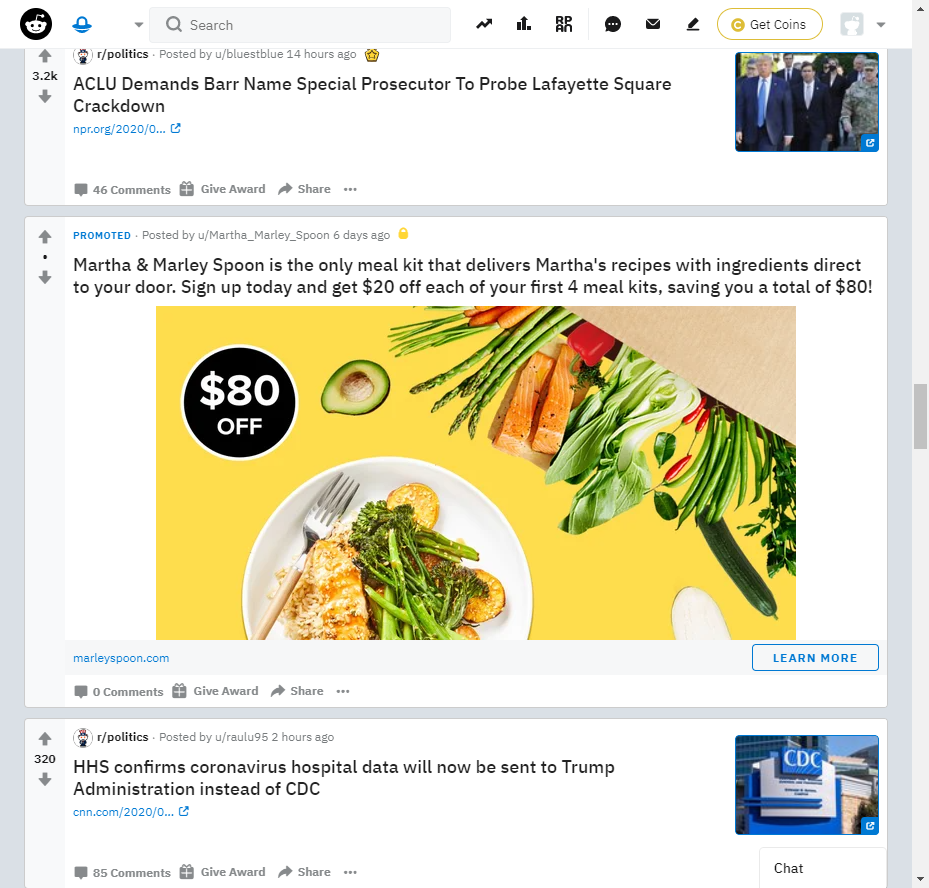 Search
Get Coins
r/politics · Posted by u/bluestblue 14 hours ago
3.2k
ACLU Demands Barr Name Special Prosecutor To Probe Lafayette Square
Crackdown
npr.org/2020/0...
46 Comments Give Award Share
PROMOTED · Posted by u/Martha_Marley_Spoon 6 days ago
Martha & Marley Spoon is the only meal kit that delivers Martha's recipes with ingredients direct
to your door. Sign up today and get $20 off each of your first 4 meal kits, saving you a total of $80!
$80
OFF
marleyspoon.com
LEARN MORE
0 Comments Give Award Share
r/politics · Posted by u/raulu95 2 hours ago
320
HHS confirms coronavirus hospital data will now be sent to Trump
Administration instead of CDC
cnn.com/2020/0...
CDC
85 Comments Give Award Share
Chat